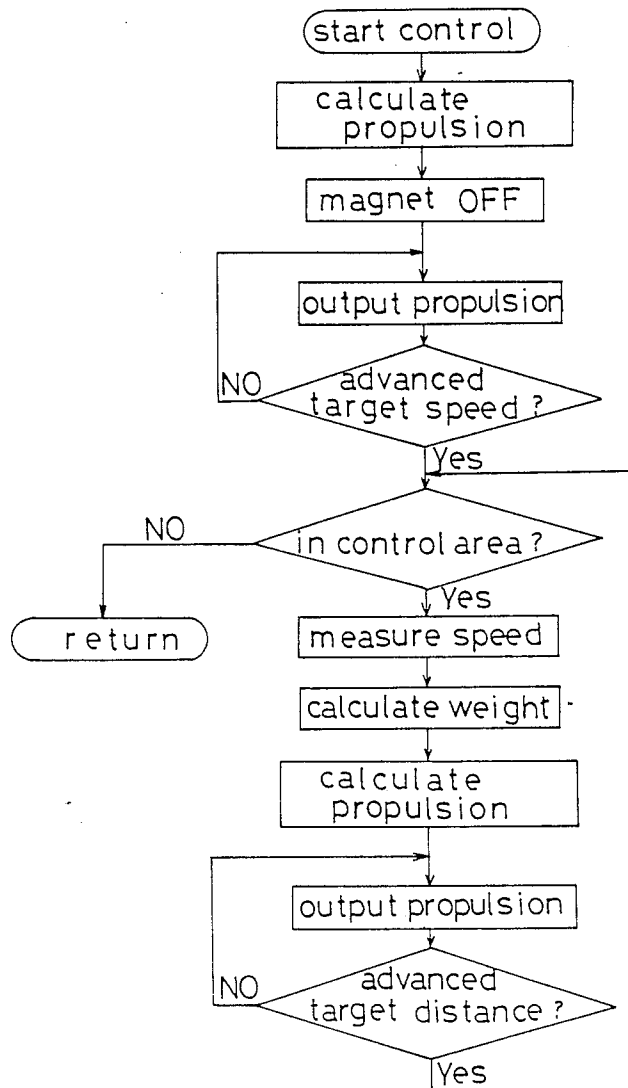 start control
calculate
propulsion
magnet OFF
output propulsion
advanced
target speed ?
NO
Yes
in control area ?
NO
Yes
return
measure speed
calculate weight
calculate
propulsion
output propulsion
advanced
target distance ?
NO
Yes